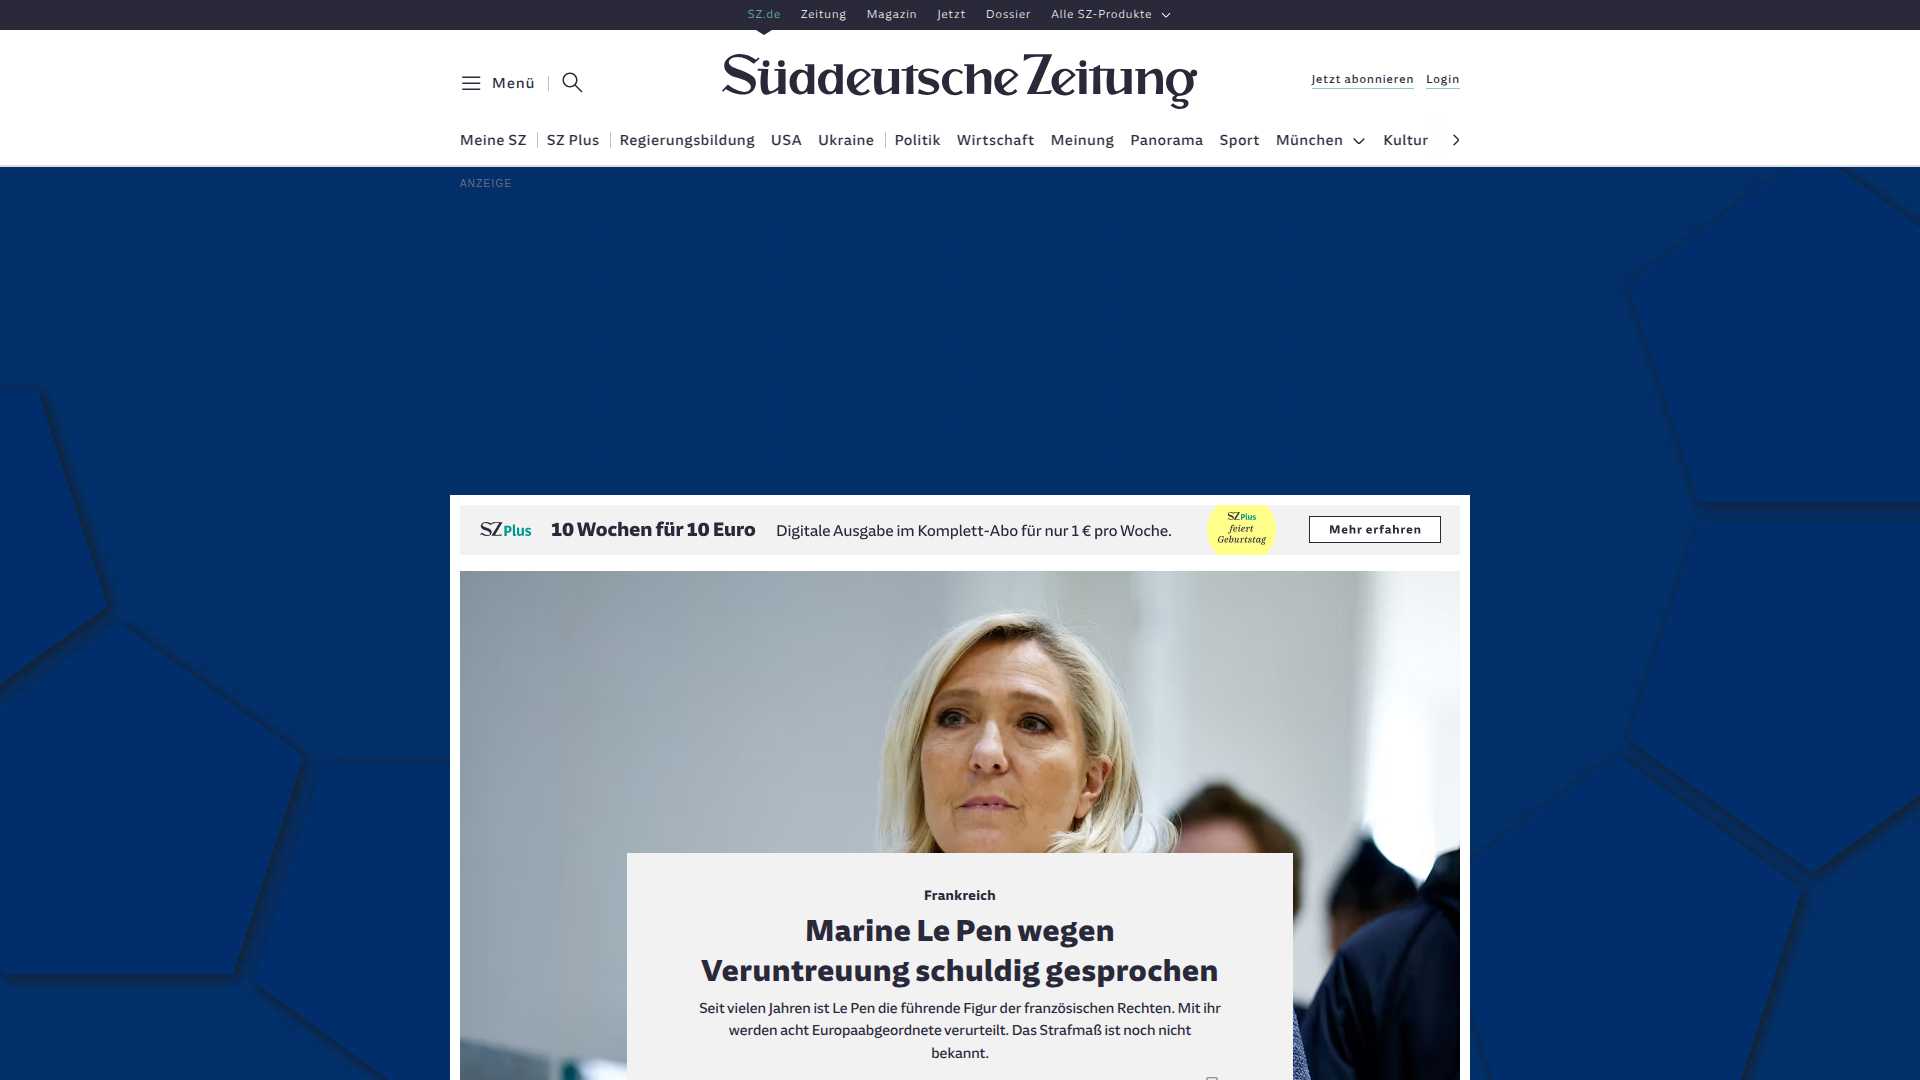 SZ.de Zeitung Magazin Jetzt Dossier Alle SZ-Produkte
Menü
Süddeutsche Zeitung
Jetzt abonnieren Login
Meine SZ SZ Plus Regierungsbildung USA Ukraine Politik Wirtschaft Meinung Panorama Sport München Kultur
ANZEIGE
SZ Plus 10 Wochen für 10 Euro Digitale Ausgabe im Komplett-Abo für nur 1 € pro Woche.
SZ Plus
feiert
Geburtstag
Mehr erfahren
Frankreich
Marine Le Pen wegen
Veruntreuung schuldig gesprochen
Seit vielen Jahren ist Le Pen die führende Figur der französischen Rechten. Mit ihr
werden acht Europaabgeordnete verurteilt. Das Strafmaß ist noch nicht
bekannt.